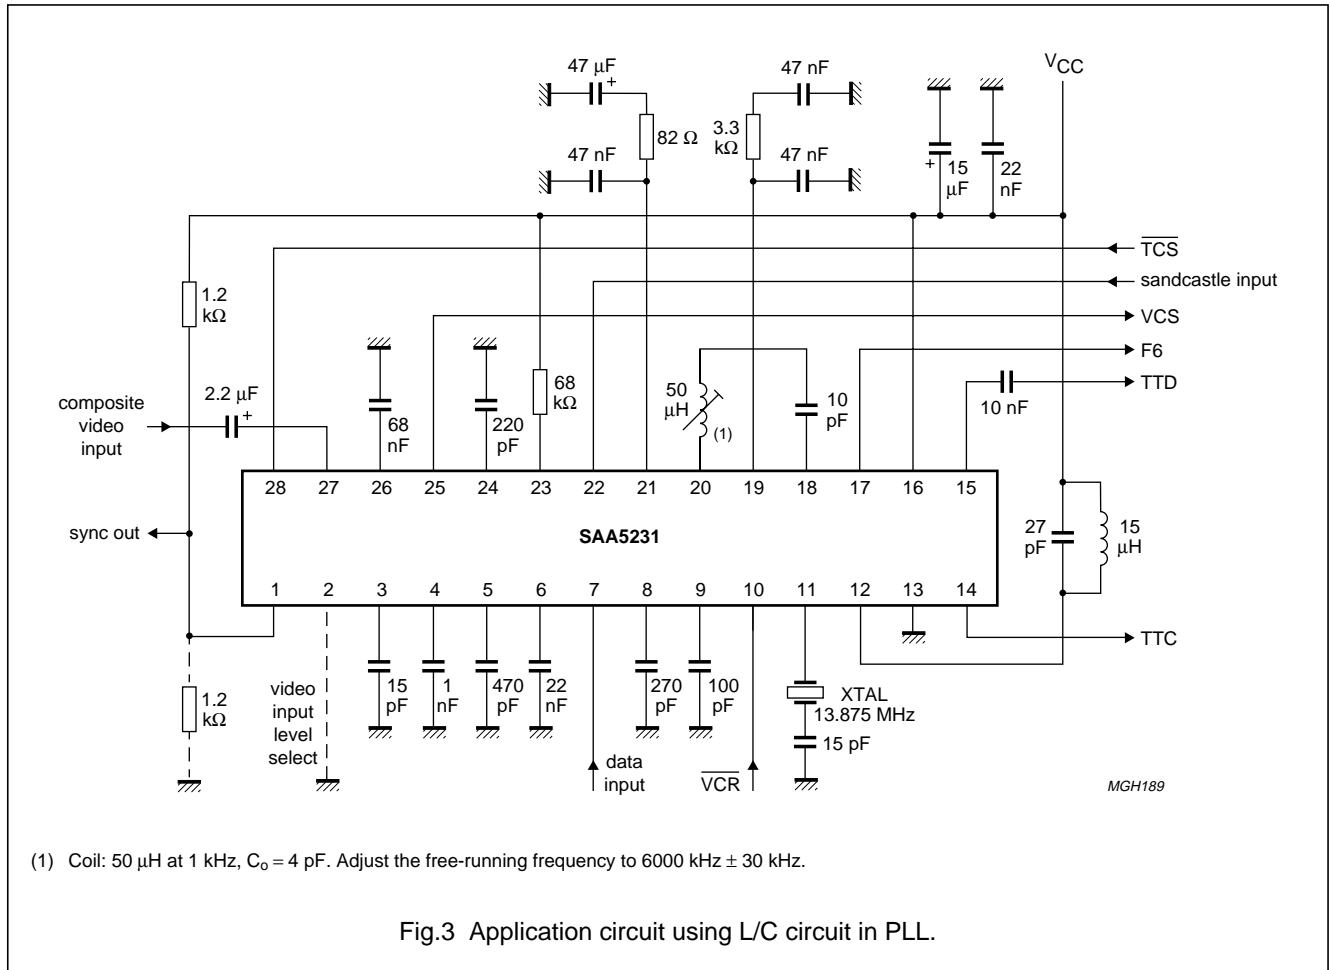 47 µF
+
82 Ω
47 nF
47 nF
3.3
kΩ
47 nF
+ 15
µF
22
nF
VCC
TCS
sandcastle input
VCS
F6
TTD
10 nF
1.2
kΩ
composite
video
input
2.2 µF
+
68
nF
220
pF
68
kΩ
50
µH
(1)
10
pF
28 27 26 25 24 23 22 21 20 19 18 17 16 15
sync out
SAA5231
27
pF
15
µH
1 2 3 4 5 6 7 8 9 10 11 12 13 14
TTC
1.2
kΩ
video
input
level
select
15
pF
1
nF
470
pF
22
nF
data
input
270
pF
100
pF
VCR
XTAL
13.875 MHz
15 pF
MGH189
(1) Coil: 50 µH at 1 kHz, Co = 4 pF. Adjust the free-running frequency to 6000 kHz ± 30 kHz.
Fig.3 Application circuit using L/C circuit in PLL.